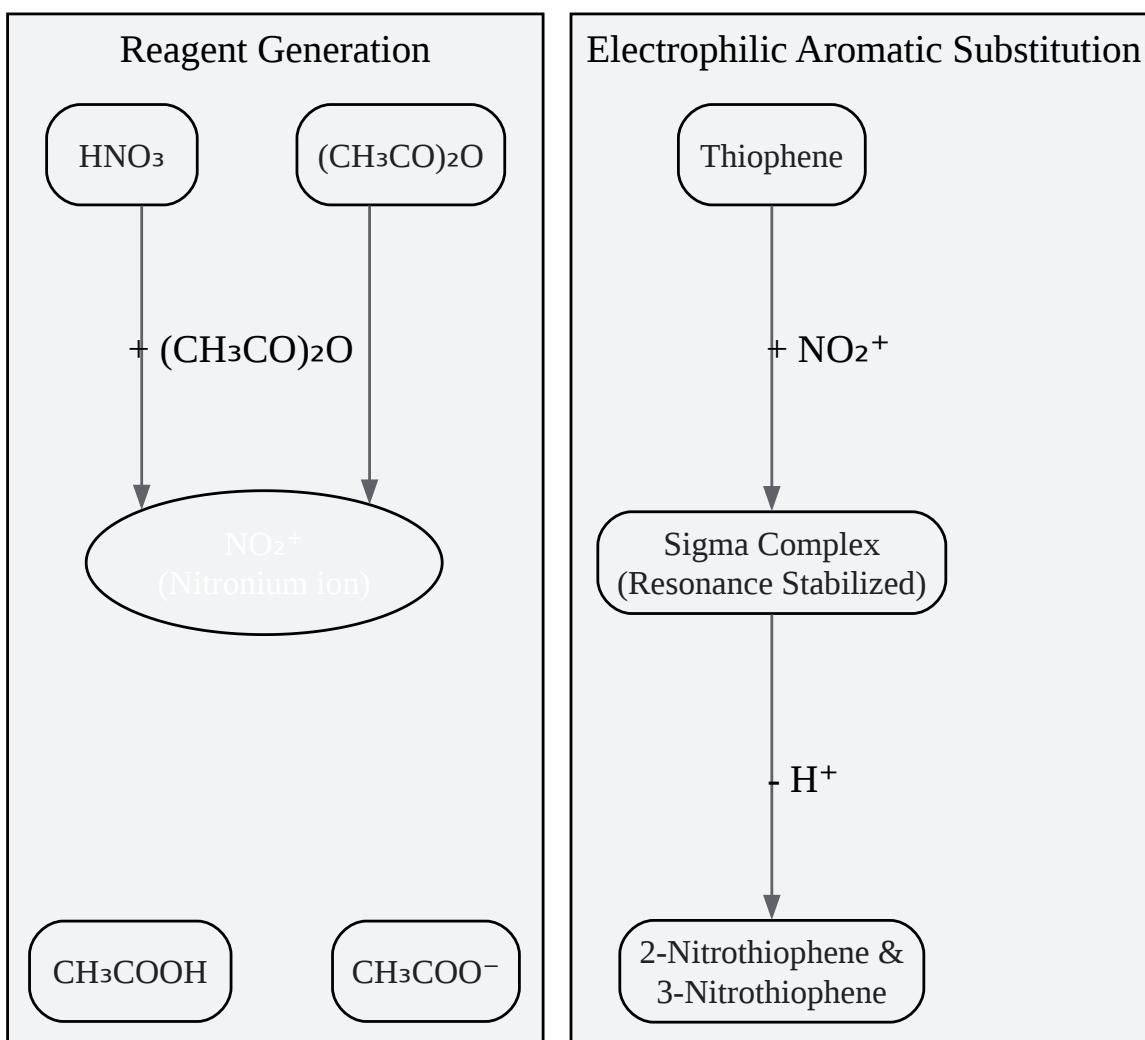 Reagent Generation
HNO₃
(CH₃CO)₂O
+ (CH₃CO)₂O
NO₂⁺
(Nitronium ion)
CH₃COOH
CH₃COO⁻
Electrophilic Aromatic Substitution
Thiophene
+ NO₂⁺
Sigma Complex
(Resonance Stabilized)
- H⁺
2-Nitrothiophene &
3-Nitrothiophene